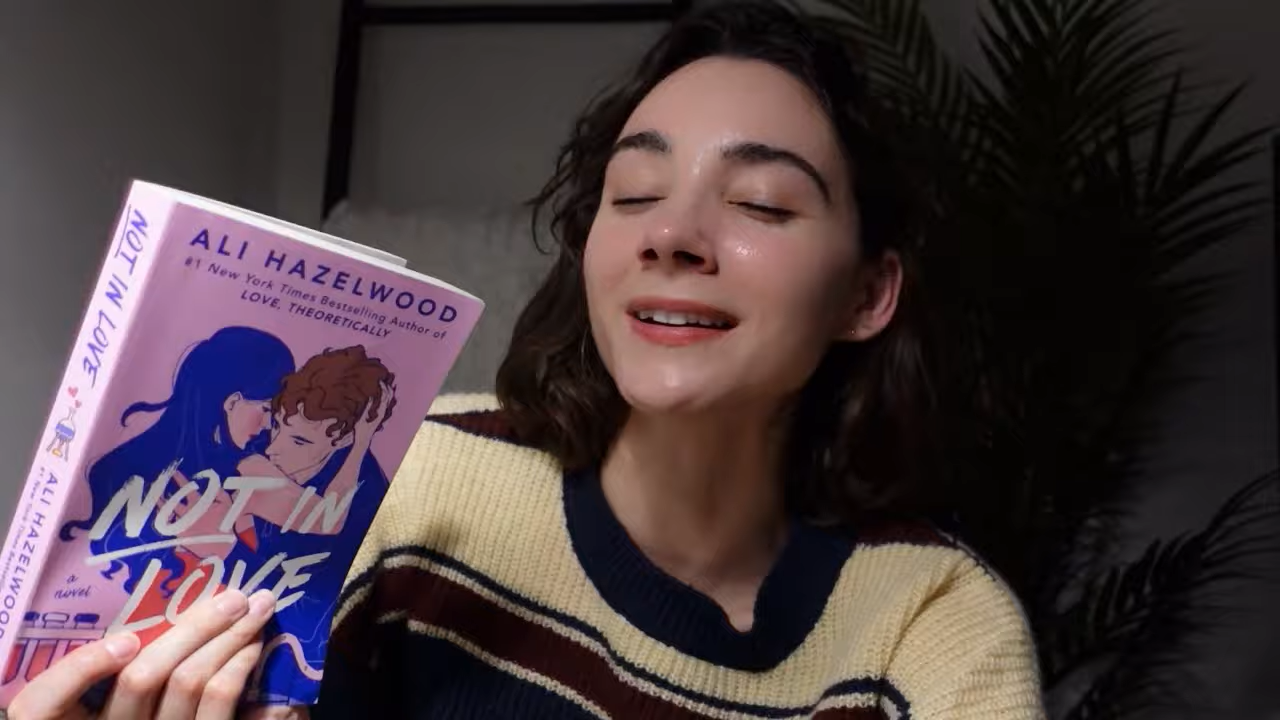 NOT IN LOVE
ALI HAZELWOOD
ALI HAZELWOOD
#1 New York Times Bestselling Author of
LOVE, THEORETICALLY
NOT IN
LOVE
a
novel